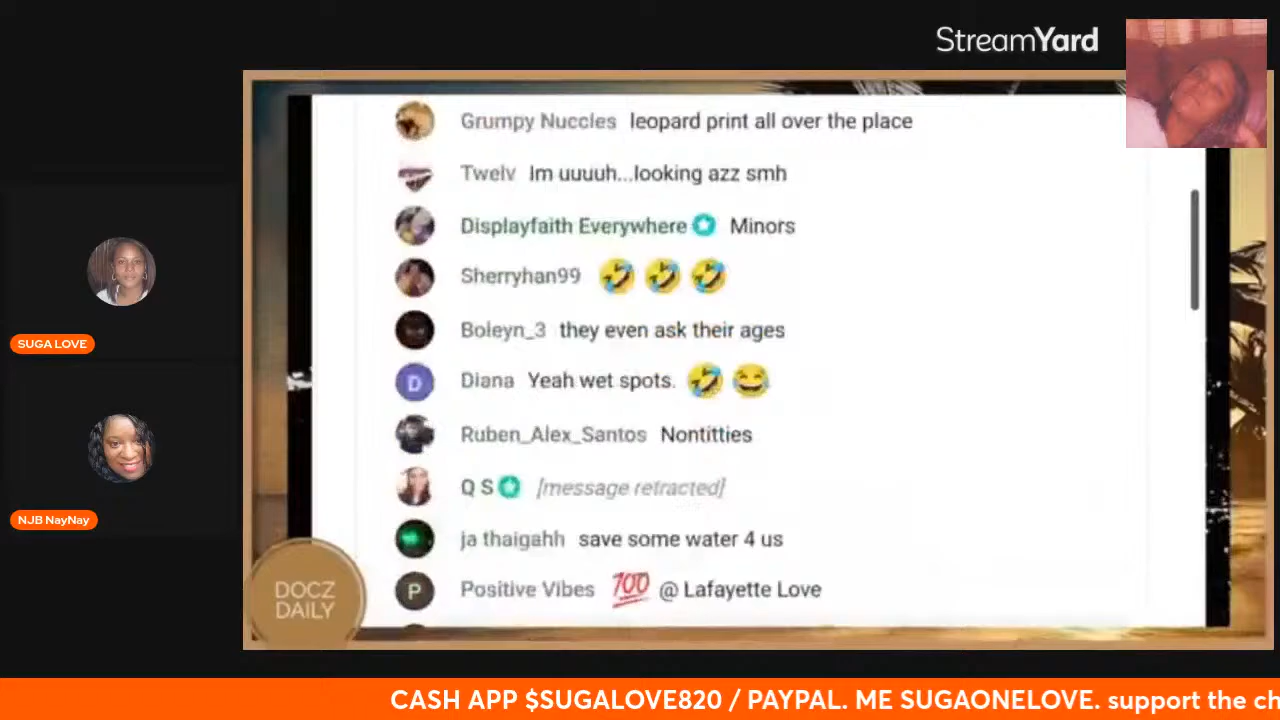 StreamYard
Grumpy Nuccles leopard print all over the place
Twelv Im uuuuh...looking azz smh
Displayfaith Everywhere Minors
Sherryhan99
Boleyn_3 they even ask their ages
D Diana Yeah wet spots.
Ruben_Alex_Santos Nontitties
Q S [message retracted]
ja thaigahh save some water 4 us
P Positive Vibes 100 @ Lafayette Love
SUGA LOVE
NJB NayNay
DOCZ
DAILY
CASH APP $SUGALOVE820 / PAYPAL. ME SUGAONELOVE. support the ch